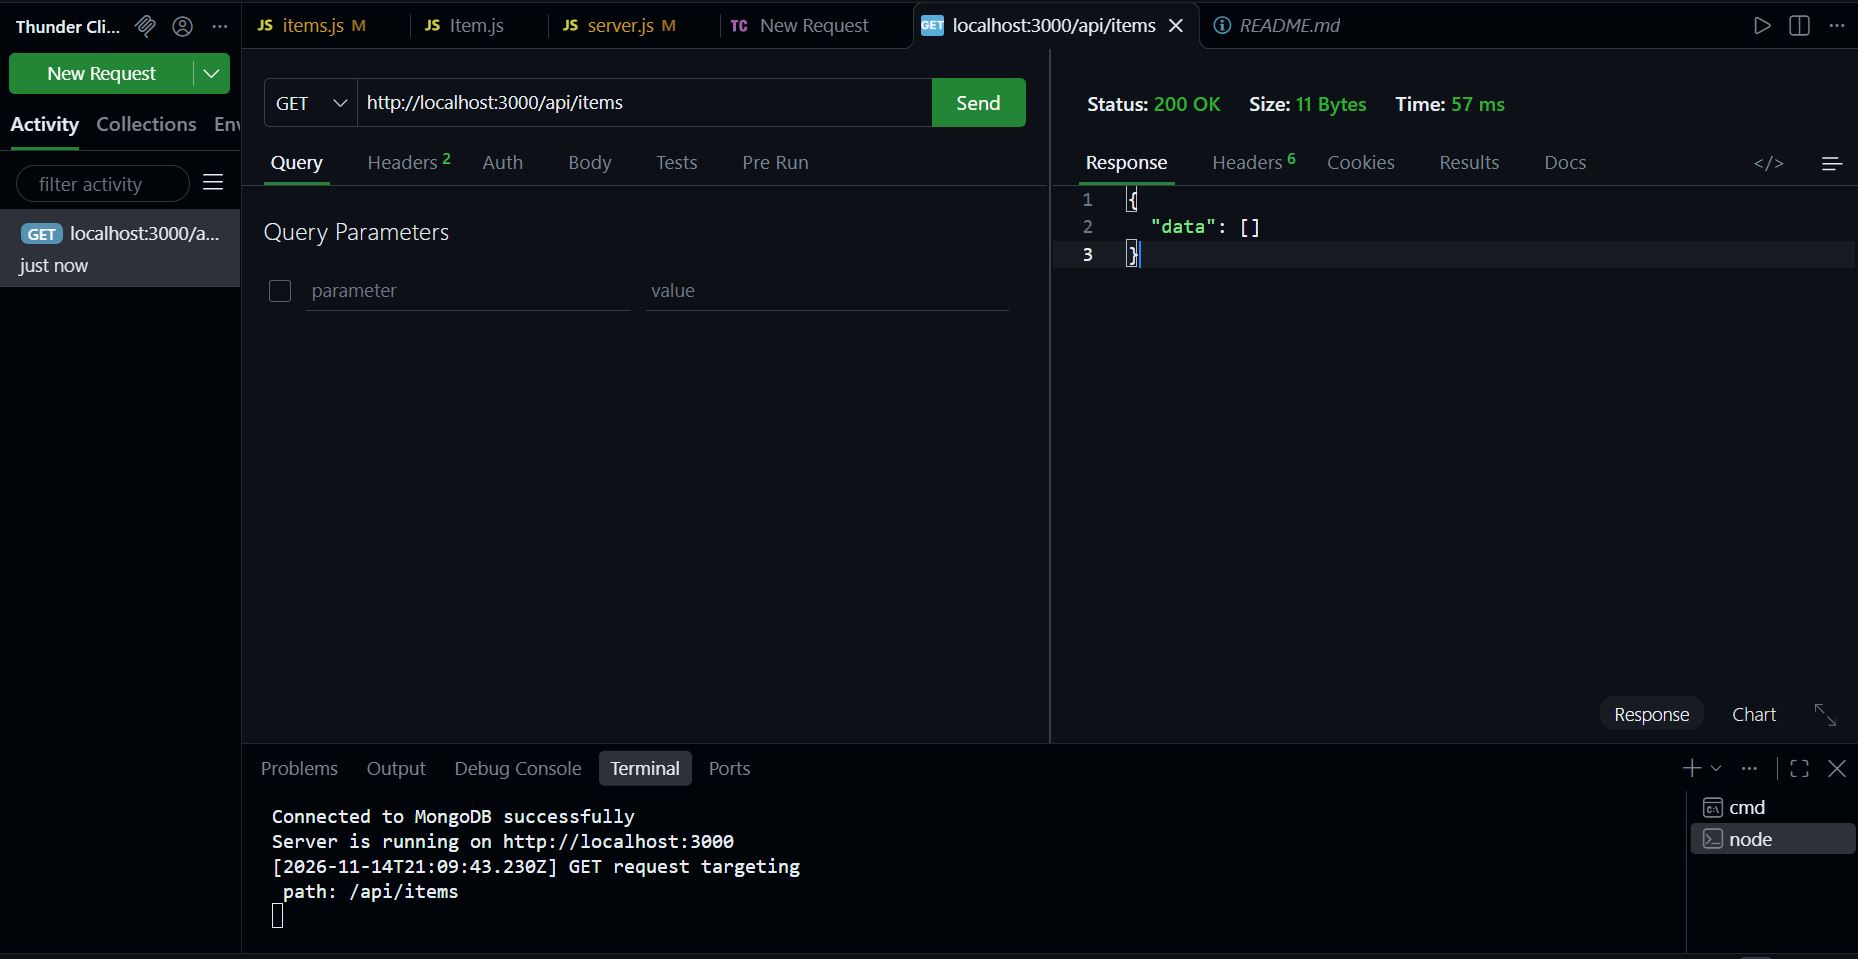 Thunder Cli... ...
JS items.js M
JS Item.js
JS server.js M
TC New Request
GET localhost:3000/api/items
README.md
New Request
Activity Collections Env
filter activity
GET localhost:3000/a...
just now
GET http://localhost:3000/api/items Send
Query Headers 2 Auth Body Tests Pre Run
Query Parameters
parameter value
Status: 200 OK Size: 11 Bytes Time: 57 ms
Response Headers 6 Cookies Results Docs </>
1 {
2 "data": []
3 }
Response Chart
Problems Output Debug Console Terminal Ports
Connected to MongoDB successfully
Server is running on http://localhost:3000
[2026-11-14T21:09:43.230Z] GET request targeting
path: /api/items
cmd
node